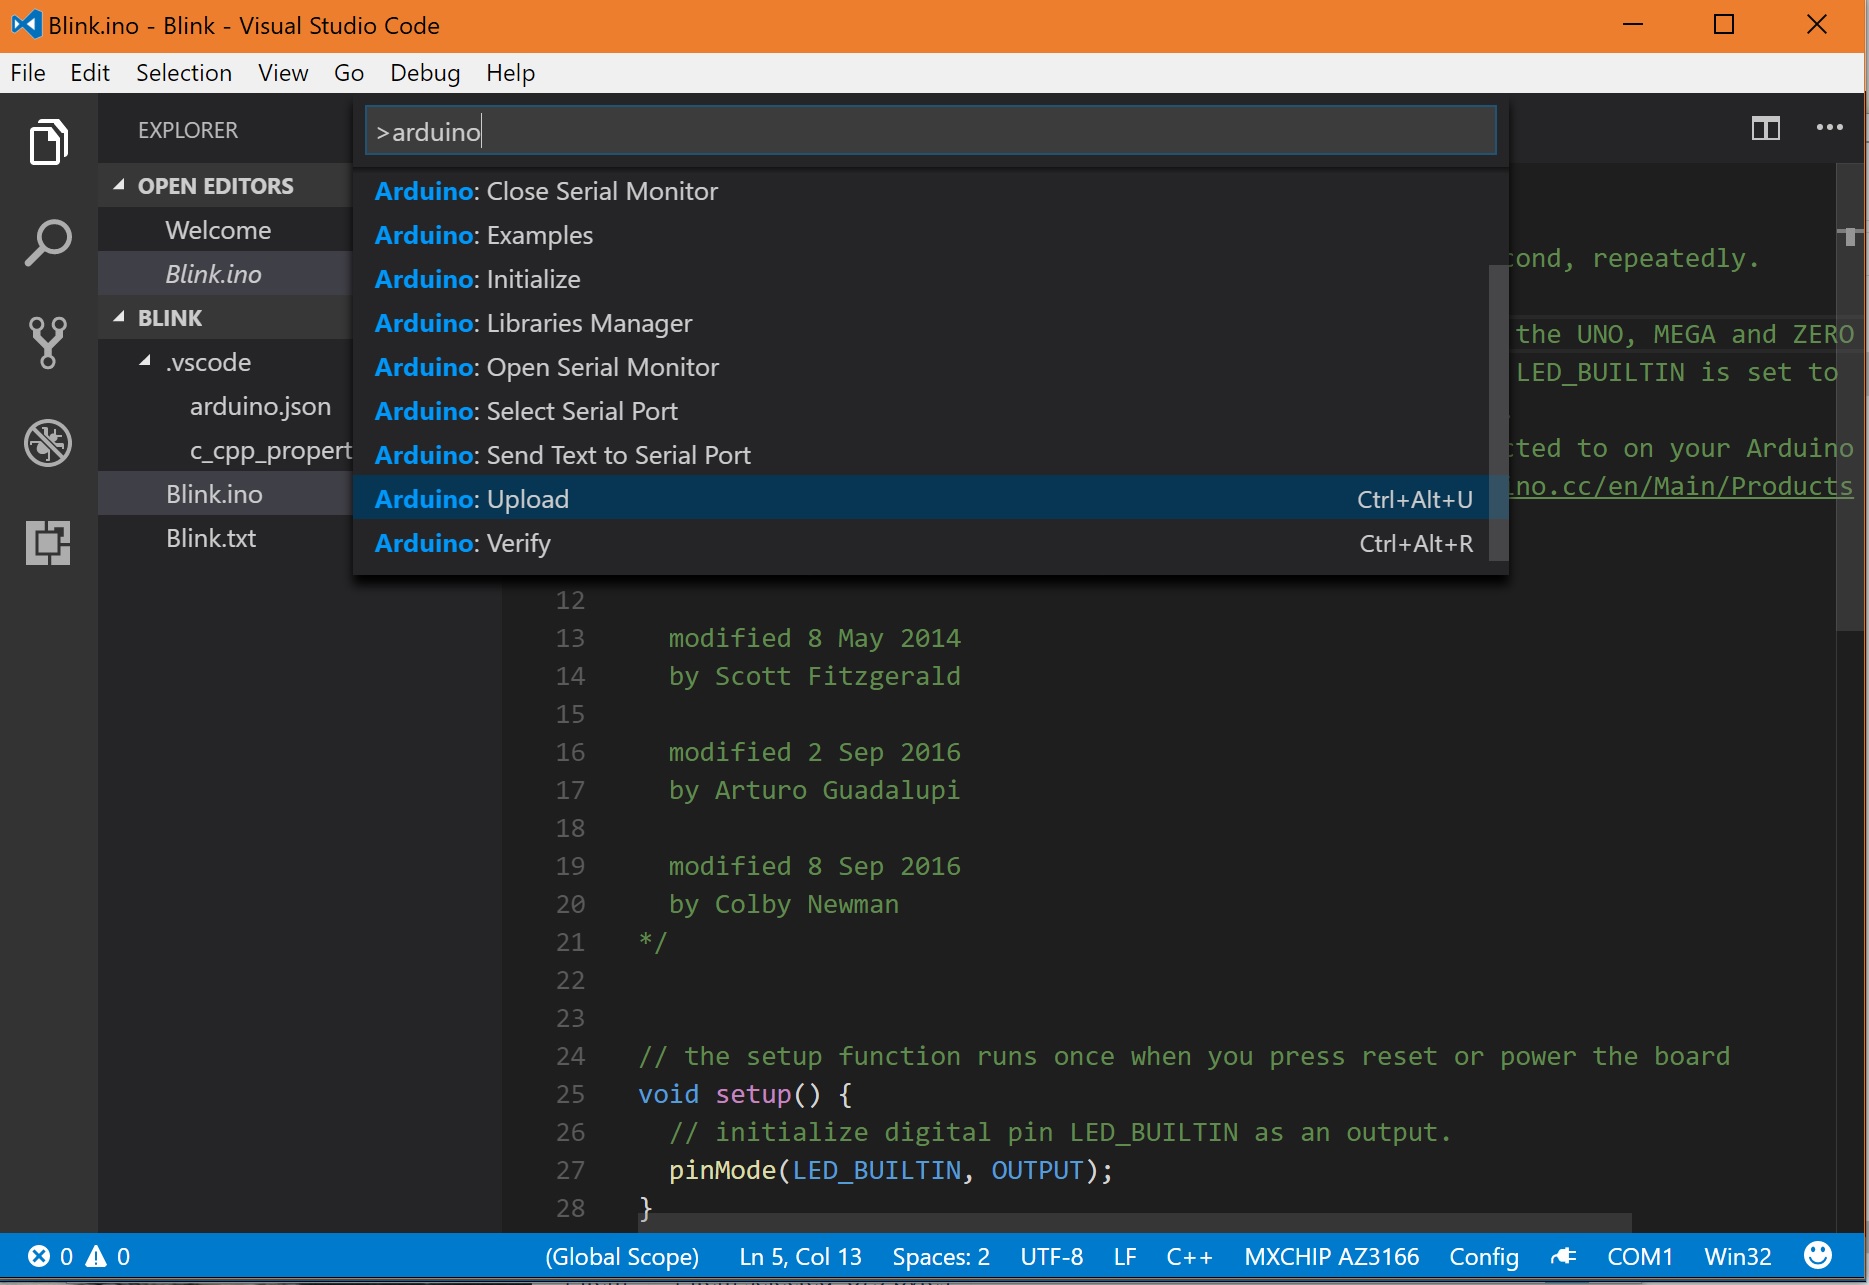 Blink.ino - Blink - Visual Studio Code
File Edit Selection View Go Debug Help
EXPLORER
OPEN EDITORS
Welcome
Blink.ino
BLINK
.vscode
arduino.json
c_cpp_propert
Blink.ino
Blink.txt
>arduino
Arduino: Close Serial Monitor
Arduino: Examples
Arduino: Initialize
Arduino: Libraries Manager
Arduino: Open Serial Monitor
Arduino: Select Serial Port
Arduino: Send Text to Serial Port
Arduino: Upload Ctrl+Alt+U
Arduino: Verify Ctrl+Alt+R
cond, repeatedly.
the UNO, MEGA and ZERO
LED_BUILTIN is set to
cted to on your Arduino
ino.cc/en/Main/Products
12
13 modified 8 May 2014
14 by Scott Fitzgerald
15
16 modified 2 Sep 2016
17 by Arturo Guadalupi
18
19 modified 8 Sep 2016
20 by Colby Newman
21 */
22
23
24 // the setup function runs once when you press reset or power the board
25 void setup() {
26 // initialize digital pin LED_BUILTIN as an output.
27 pinMode(LED_BUILTIN, OUTPUT);
28 }
0 0 (Global Scope) Ln 5, Col 13 Spaces: 2 UTF-8 LF C++ MXCHIP AZ3166 Config COM1 Win32